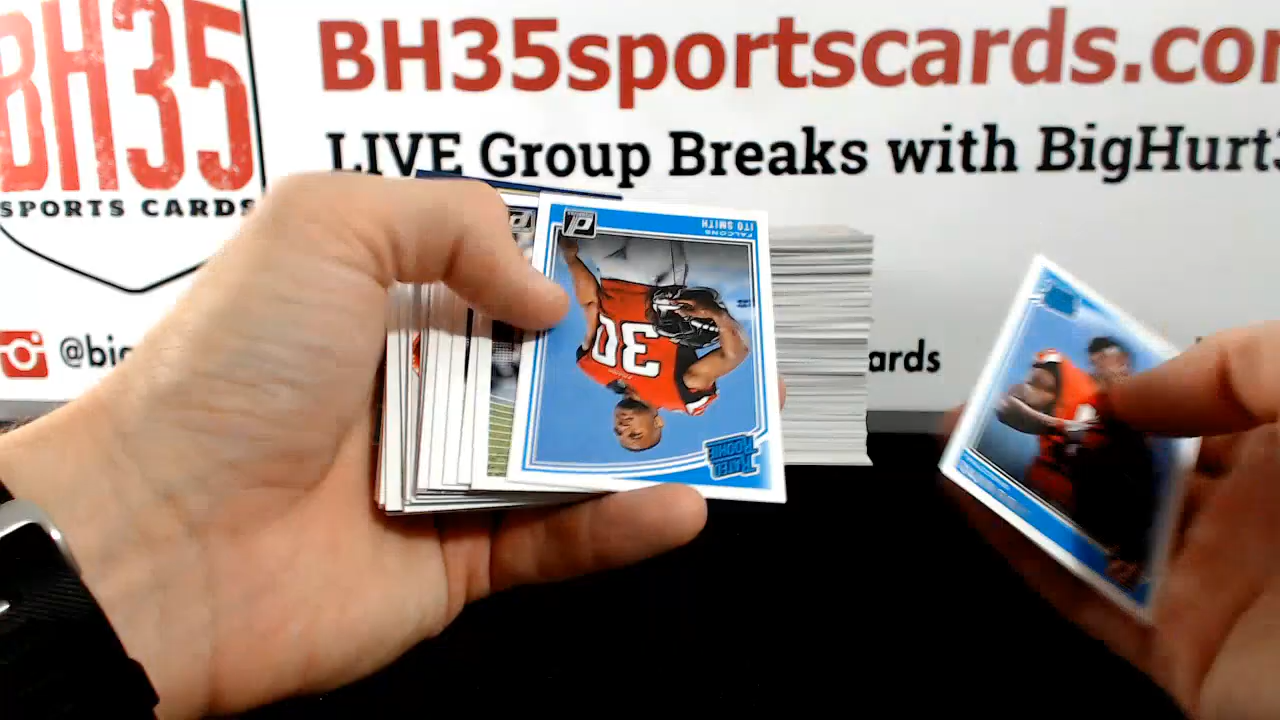 BH35
SPORTS CARDS
BH35sportscards.co
LIVE Group Breaks with BigHurt
@bi
ards
FALCONS
ITO SMITH
30
RATED
ROOKIE